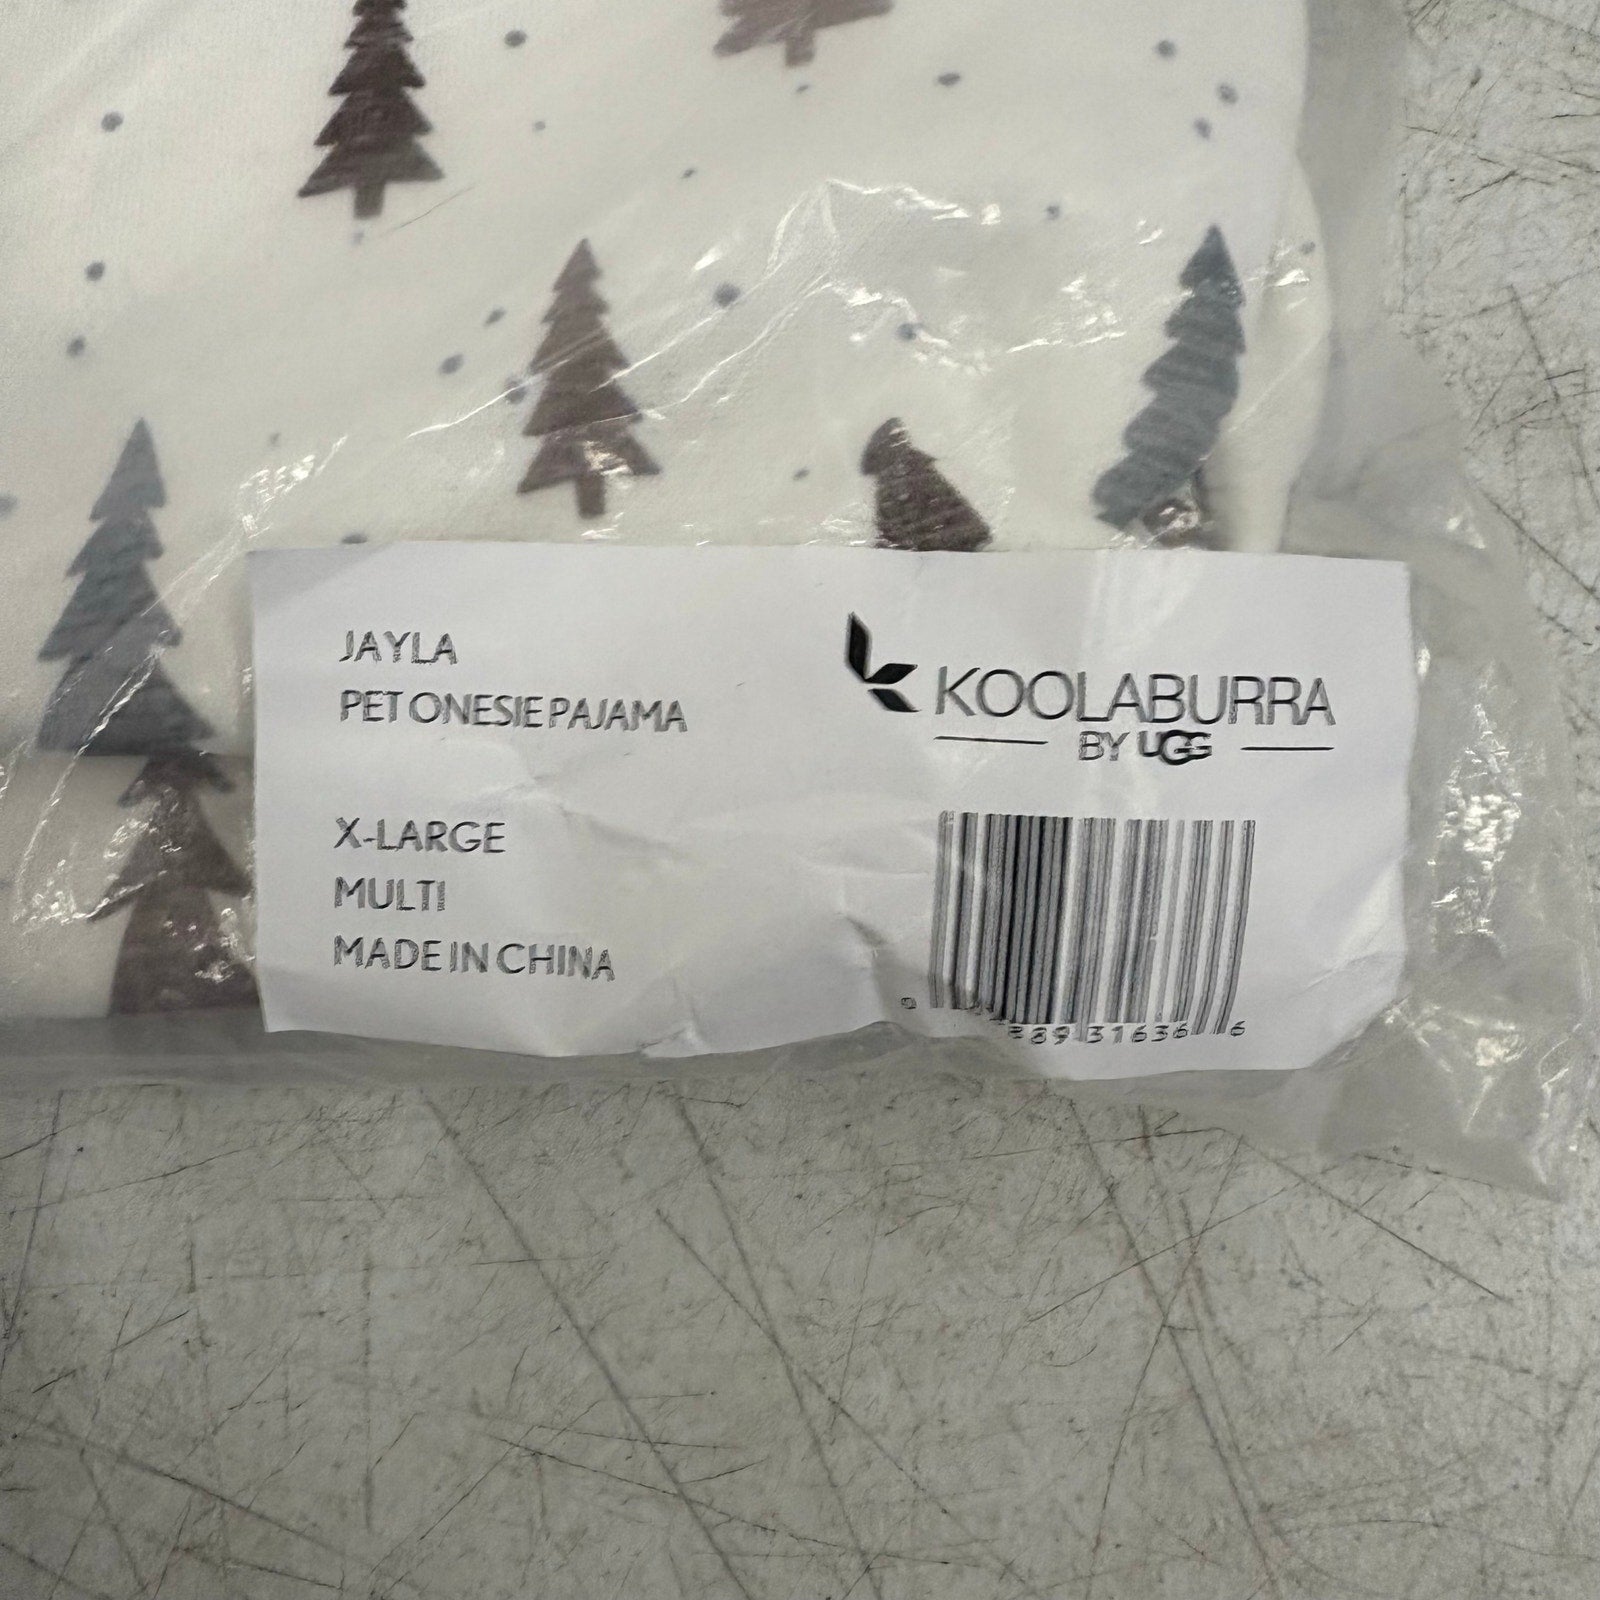 JAYLA
PET ONESIE PAJAMA
X-LARGE
MULTI
MADE IN CHINA
KOOLABURRA
BY UGG